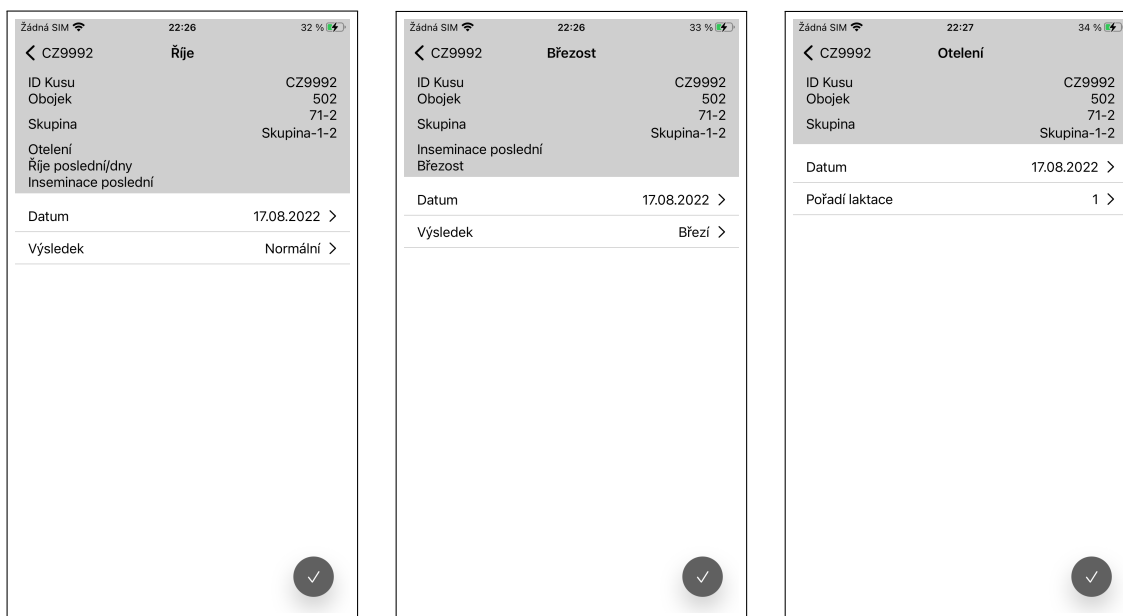 Žádná SIM 22:26 32 %
CZ9992 Říje
ID Kusu CZ9992
Obojek 502
Skupina 71-2
Skupina-1-2
Otelení
Říje poslední/dny
Inseminace poslední
Datum 17.08.2022
Výsledek Normální
Žádná SIM 22:26 33 %
CZ9992 Březost
ID Kusu CZ9992
Obojek 502
Skupina 71-2
Skupina-1-2
Inseminace poslední
Březost
Datum 17.08.2022
Výsledek Březí
Žádná SIM 22:27 34 %
CZ9992 Otelení
ID Kusu CZ9992
Obojek 502
Skupina 71-2
Skupina-1-2
Datum 17.08.2022
Pořadí laktace 1